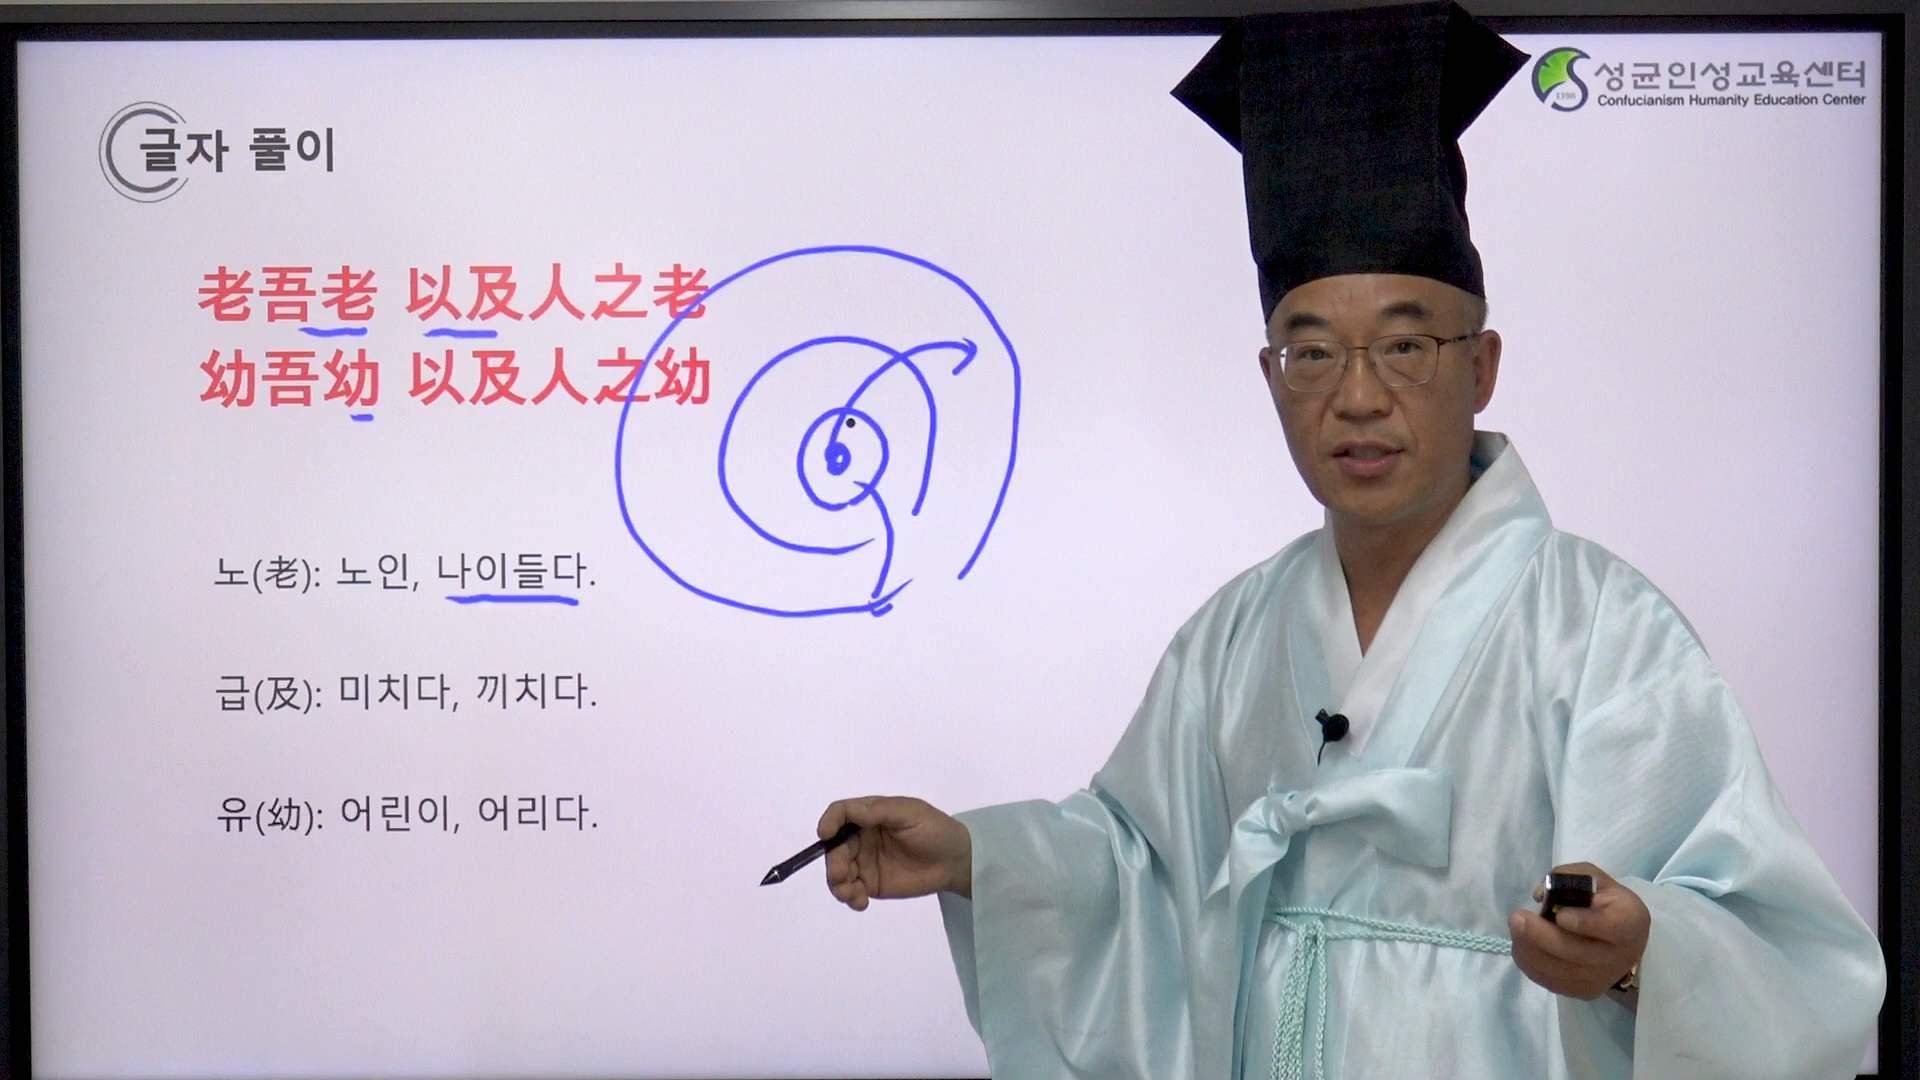 성균인성교육센터
Confucianism Humanity Education Center
글자 풀이
老吾老 以及人之老
幼吾幼 以及人之幼
노(老): 노인, 나이들다.
급(及): 미치다, 끼치다.
유(幼): 어린이, 어리다.